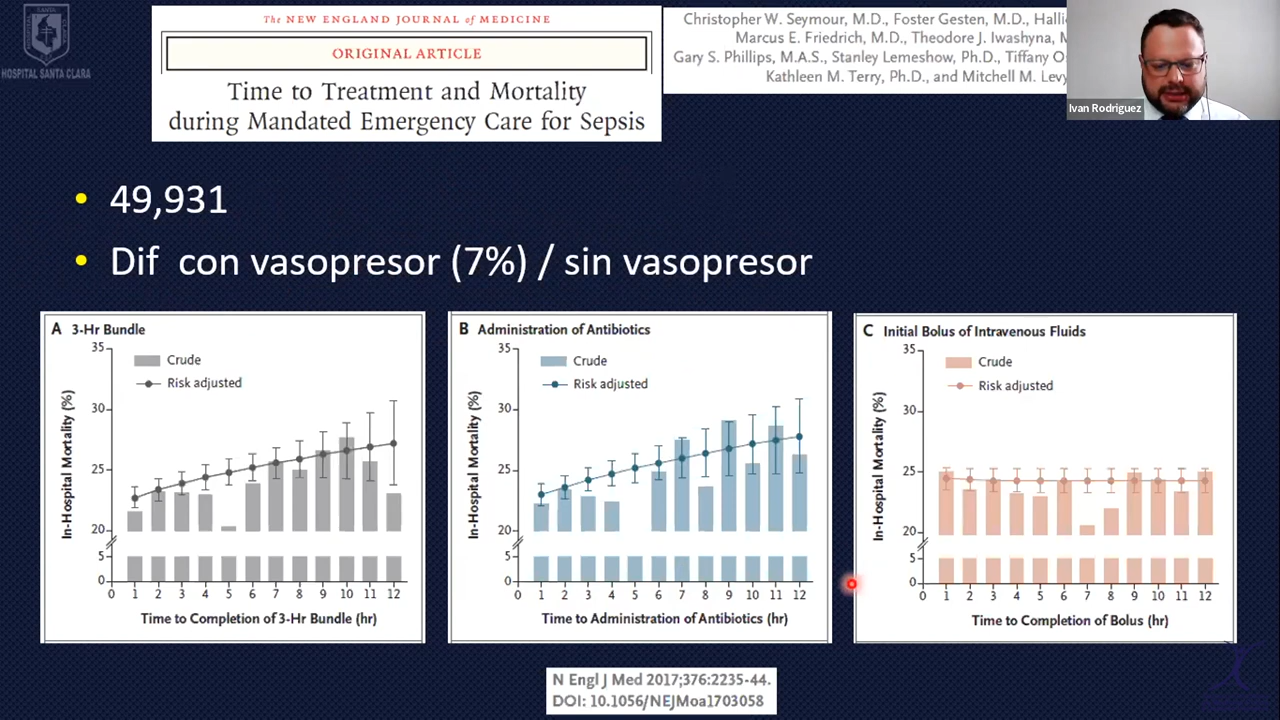 HOSPITAL SANTA CLARA
The NEW ENGLAND JOURNAL of MEDICINE
ORIGINAL ARTICLE
Time to Treatment and Mortality
during Mandated Emergency Care for Sepsis
Christopher W. Seymour, M.D., Foster Gesten, M.D.,
Marcus E. Friedrich, M.D., Theodore J. Iwashyna,
Gary S. Phillips, M.A.S., Stanley Lemeshow, Ph.D., Tiffany
Kathleen M. Terry, Ph.D., and Mitchell M.
Ivan Rodriguez
• 49,931
• Dif con vasopresor (7%) / sin vasopresor
A 3-Hr Bundle
Crude
Risk adjusted
In-Hospital Mortality (%)
35
30
25
20
5
0
0 1 2 3 4 5 6 7 8 9 10 11 12
Time to Completion of 3-Hr Bundle (hr)
B Administration of Antibiotics
Crude
Risk adjusted
In-Hospital Mortality (%)
35
30
25
20
5
0
0 1 2 3 4 5 6 7 8 9 10 11 12
Time to Administration of Antibiotics (hr)
C Initial Bolus of Intravenous Fluids
Crude
Risk adjusted
In-Hospital Mortality (%)
35
30
25
20
5
0
0 1 2 3 4 5 6 7 8 9 10 11 12
Time to Completion of Bolus (hr)
N Engl J Med 2017;376:2235-44.
DOI: 10.1056/NEJMoa1703058